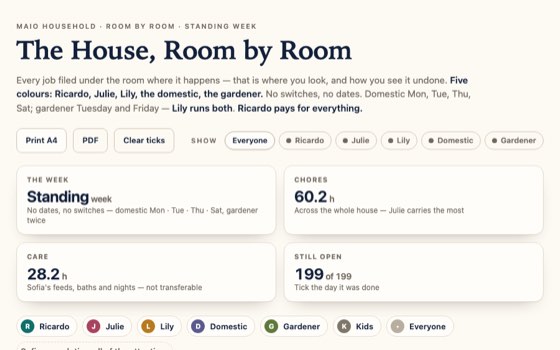 MAIO HOUSEHOLD · ROOM BY ROOM · STANDING WEEK
The House, Room by Room
Every job filed under the room where it happens — that is where you look, and how you see it undone. Five
colours: Ricardo, Julie, Lily, the domestic, the gardener. No switches, no dates. Domestic Mon, Tue, Thu,
Sat; gardener Tuesday and Friday — Lily runs both. Ricardo pays for everything.
Print A4 PDF Clear ticks SHOW Everyone Ricardo Julie Lily Domestic Gardener
THE WEEK
Standing week
No dates, no switches — domestic Mon · Tue · Thu · Sat, gardener
twice
CHORES
60.2 h
Across the whole house — Julie carries the most
CARE
28.2 h
Sofia's feeds, baths and nights — not transferable
STILL OPEN
199 of 199
Tick the day it was done
R Ricardo J Julie L Lily D Domestic G Gardener K Kids · Everyone